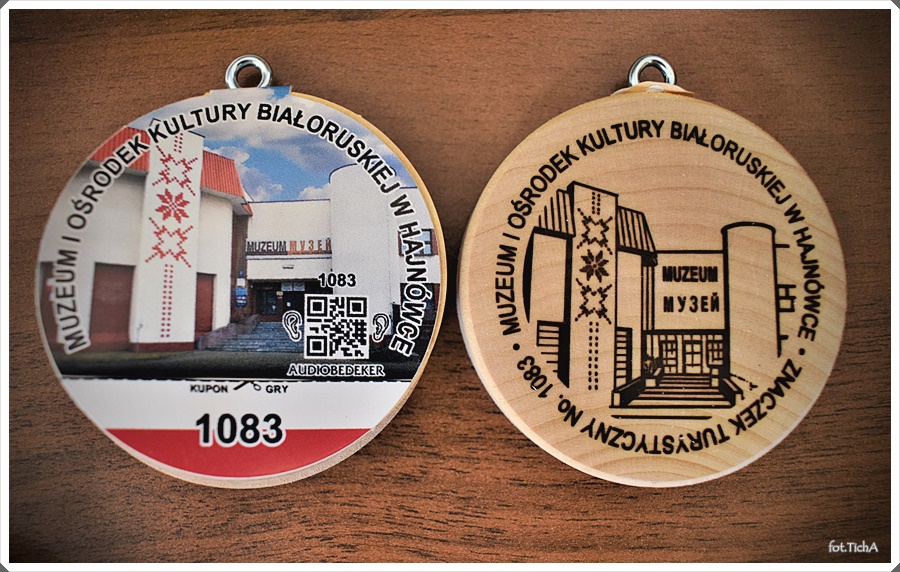 MUZEUM I OŚRODEK KULTURY BIAŁORUSKIEJ W HAJNÓWCE
MUZEUM МУЗЕЙ
1083
AUDIOBEDEKER
KUPON GRY
1083
MUZEUM I OŚRODEK KULTURY BIAŁORUSKIEJ W HAJNÓWCE • ZNACZEK TURYSTYCZNY No. 1083 •
MUZEUM
МУЗЕЙ
fot.TichA